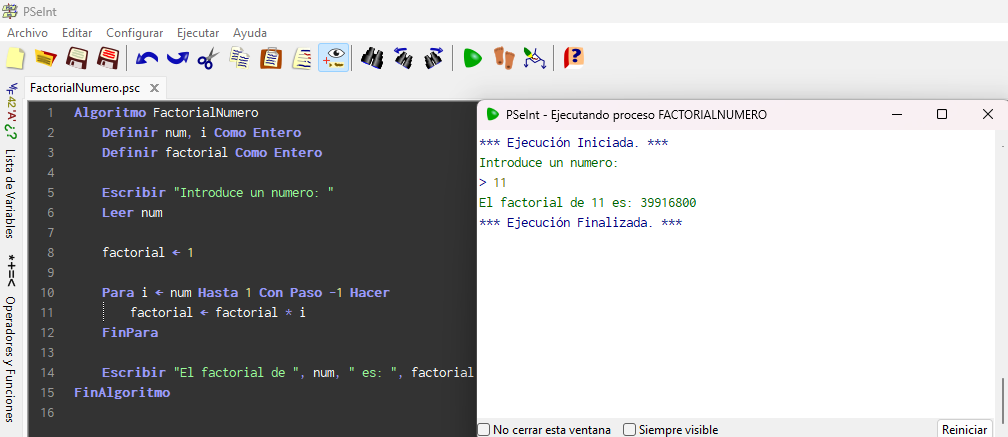 PSeInt
Archivo Editar Configurar Ejecutar Ayuda
FactorialNumero.psc X
Lista de Variables
*+=<
Operadores y Funciones
1 Algoritmo FactorialNumero
2 Definir num, i Como Entero
3 Definir factorial Como Entero
4
5 Escribir "Introduce un numero: "
6 Leer num
7
8 factorial ← 1
9
10 Para i ← num Hasta 1 Con Paso -1 Hacer
11 factorial ← factorial * i
12 FinPara
13
14 Escribir "El factorial de ", num, " es: ", factorial
15 FinAlgoritmo
16
PSeInt - Ejecutando proceso FACTORIALNUMERO
*** Ejecución Iniciada. ***
Introduce un numero:
> 11
El factorial de 11 es: 39916800
*** Ejecución Finalizada. ***
No cerrar esta ventana Siempre visible Reiniciar